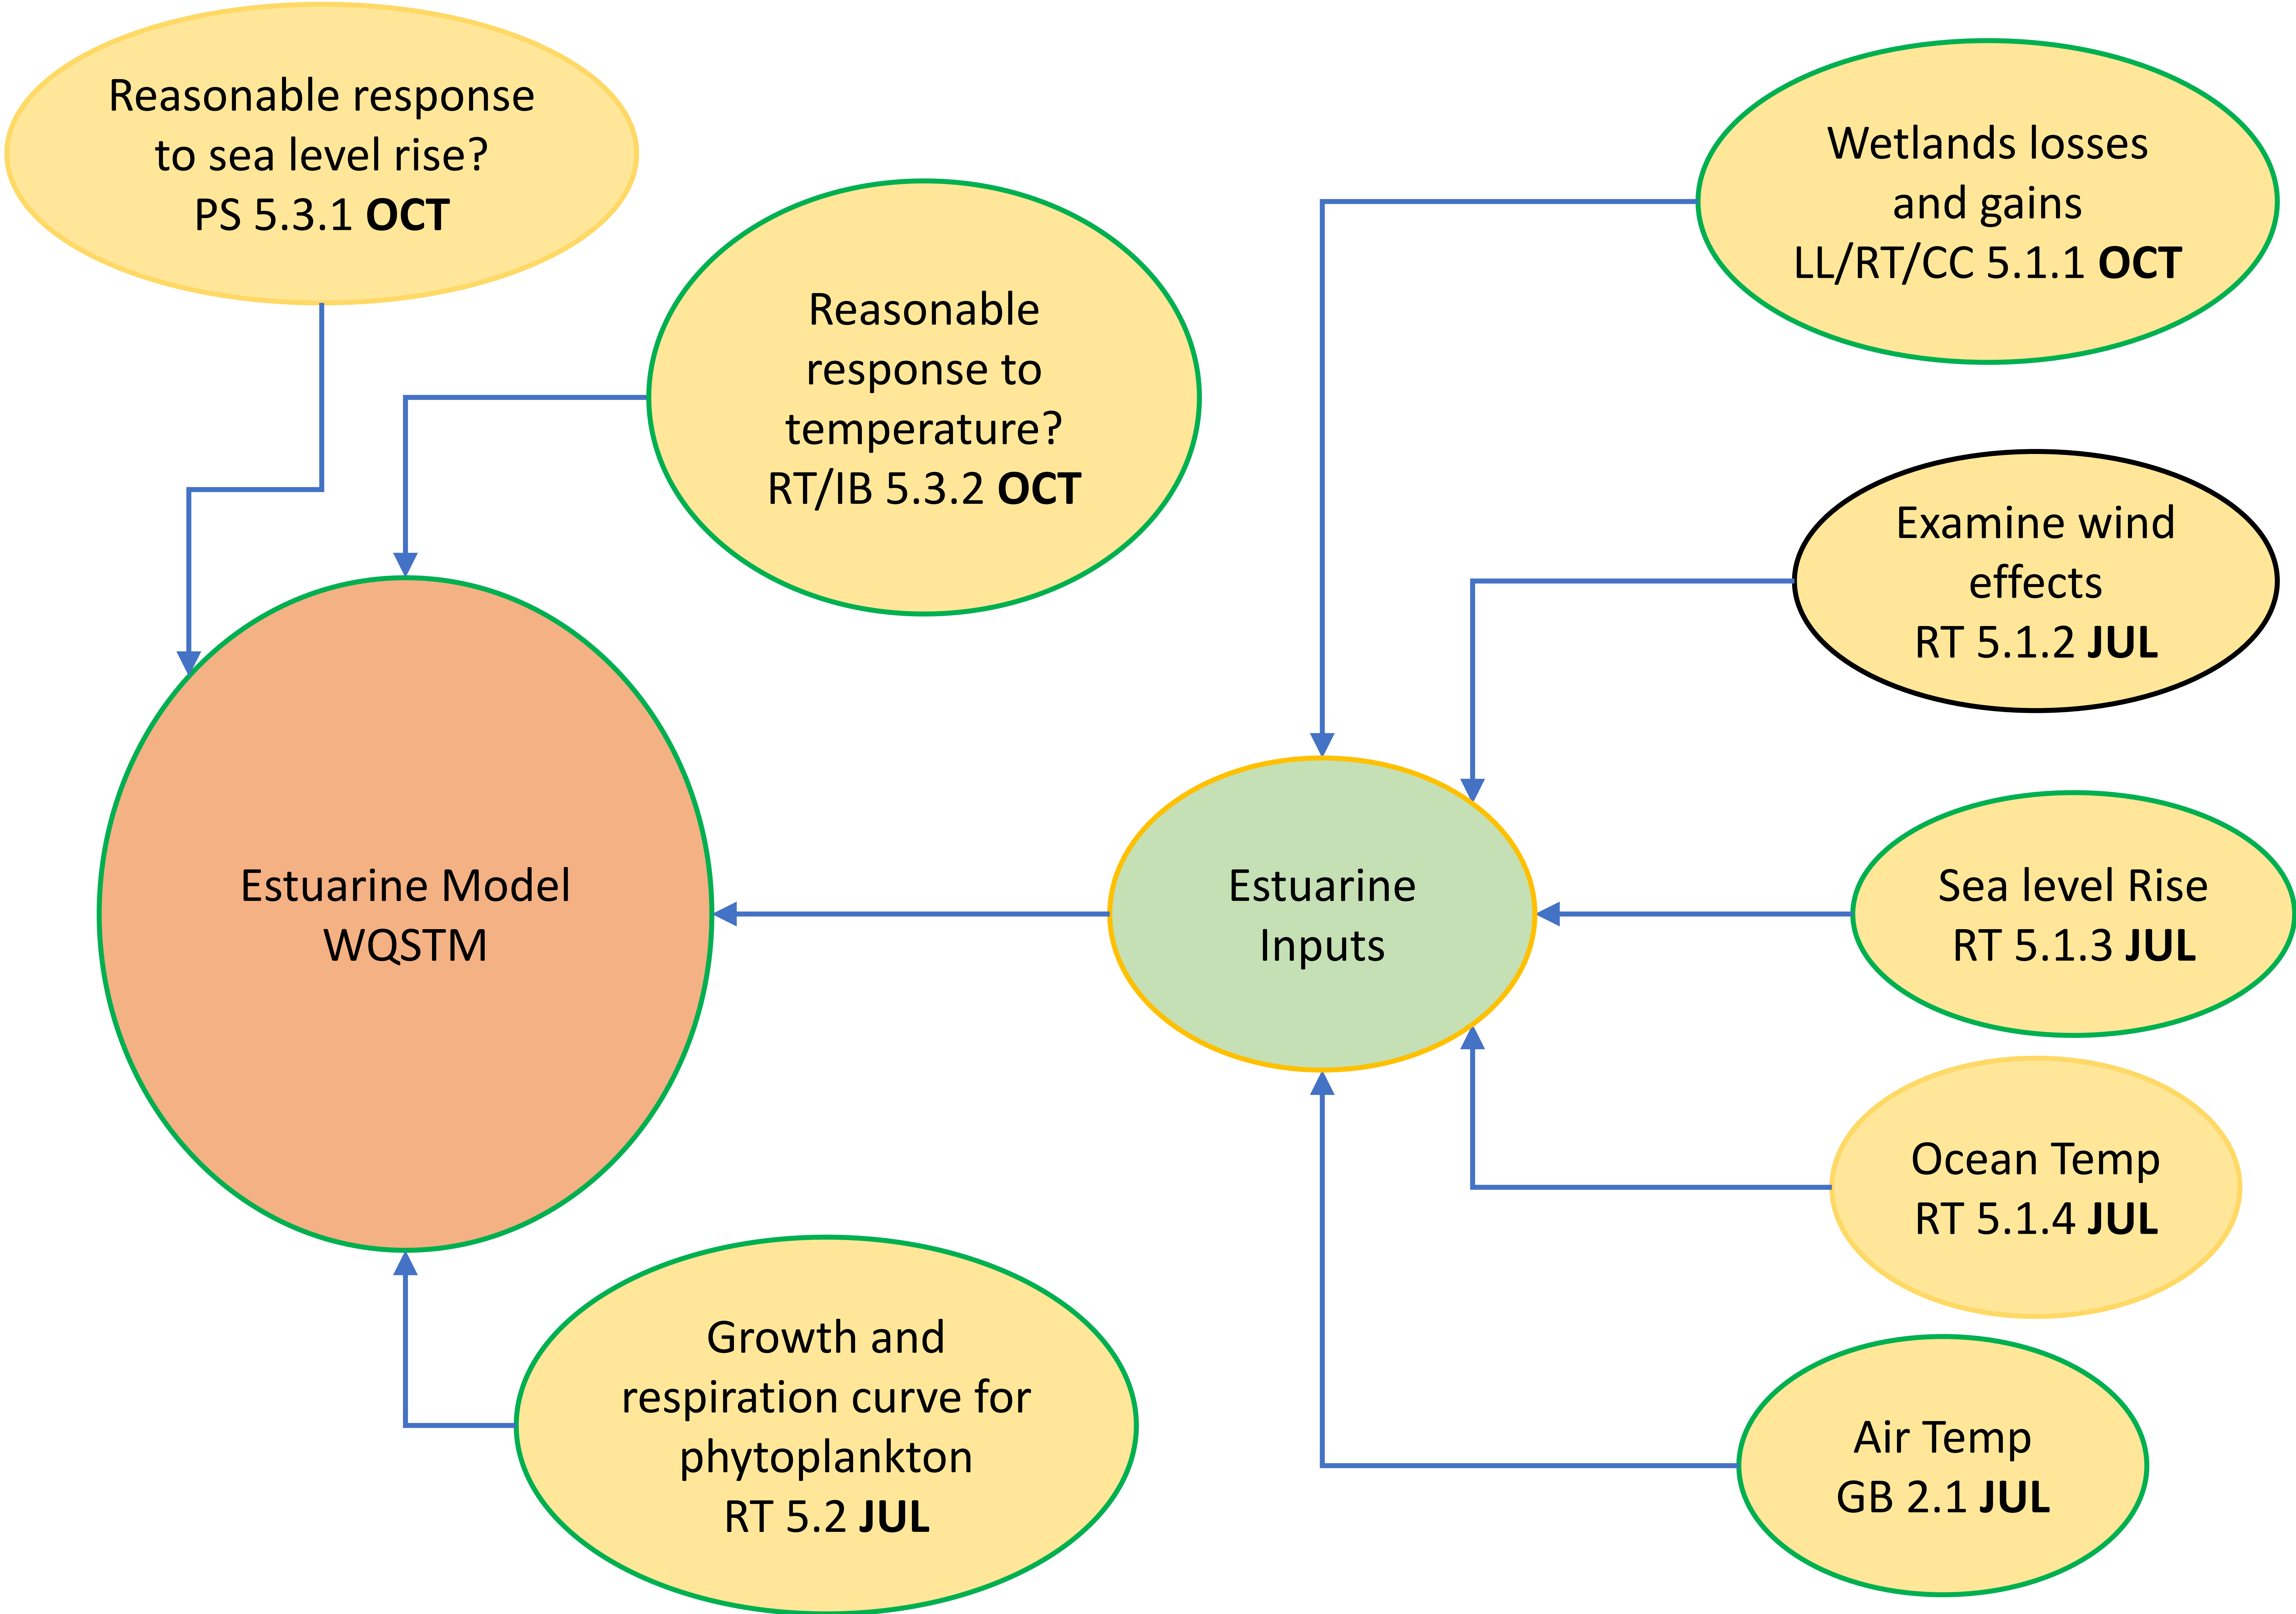 Reasonable response
to sea level rise?
PS 5.3.1 OCT
Reasonable
response to
temperature?
RT/IB 5.3.2 OCT
Wetlands losses
and gains
LL/RT/CC 5.1.1 OCT
Examine wind
effects
RT 5.1.2 JUL
Estuarine Model
WQSTM
Estuarine
Inputs
Sea level Rise
RT 5.1.3 JUL
Ocean Temp
RT 5.1.4 JUL
Growth and
respiration curve for
phytoplankton
RT 5.2 JUL
Air Temp
GB 2.1 JUL